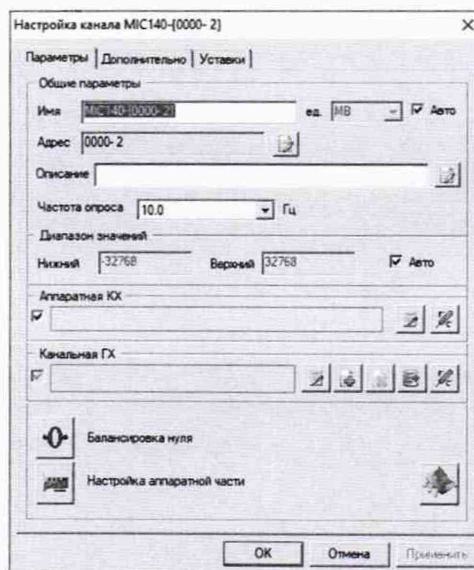 Настройка канала MIC140-{0000- 2}
Параметры Дополнительно Уставки
Общие параметры
Имя MIC140-{0000- 2} ед. МВ Авто
Адрес 0000- 2
Описание
Частота опроса 10.0 Гц
Диапазон значений
Нижний -32768 Верхний 32768 Авто
Аппаратная КХ
Канальная ГХ
Балансировка нуля
Настройка аппаратной части
OK Отмена Применить